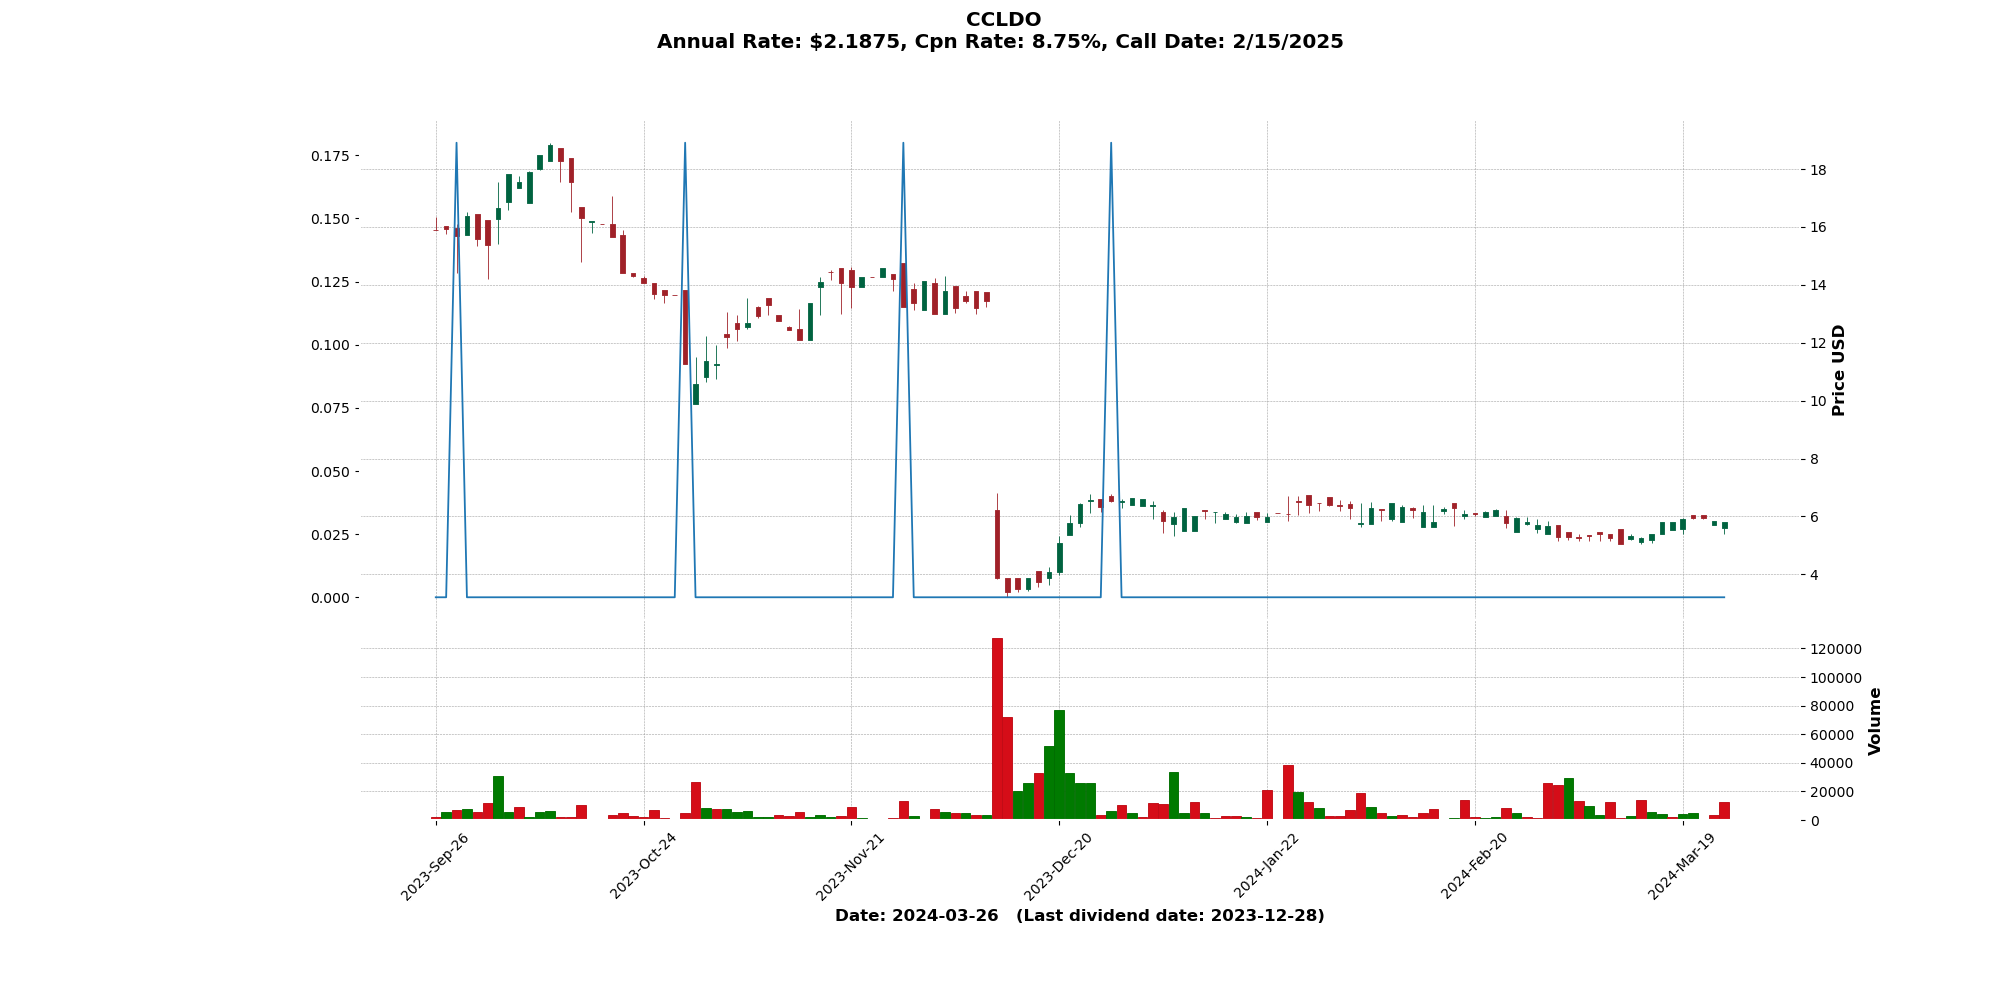 CCLDO
Annual Rate: $2.1875, Cpn Rate: 8.75%, Call Date: 2/15/2025
0.175
0.150
0.125
0.100
0.075
0.050
0.025
0.000
18
16
14
12
10
8
6
4
Price USD
120000
100000
80000
60000
40000
20000
0
Volume
2023-Sep-26
2023-Oct-24
2023-Nov-21
2023-Dec-20
2024-Jan-22
2024-Feb-20
2024-Mar-19
Date: 2024-03-26 (Last dividend date: 2023-12-28)